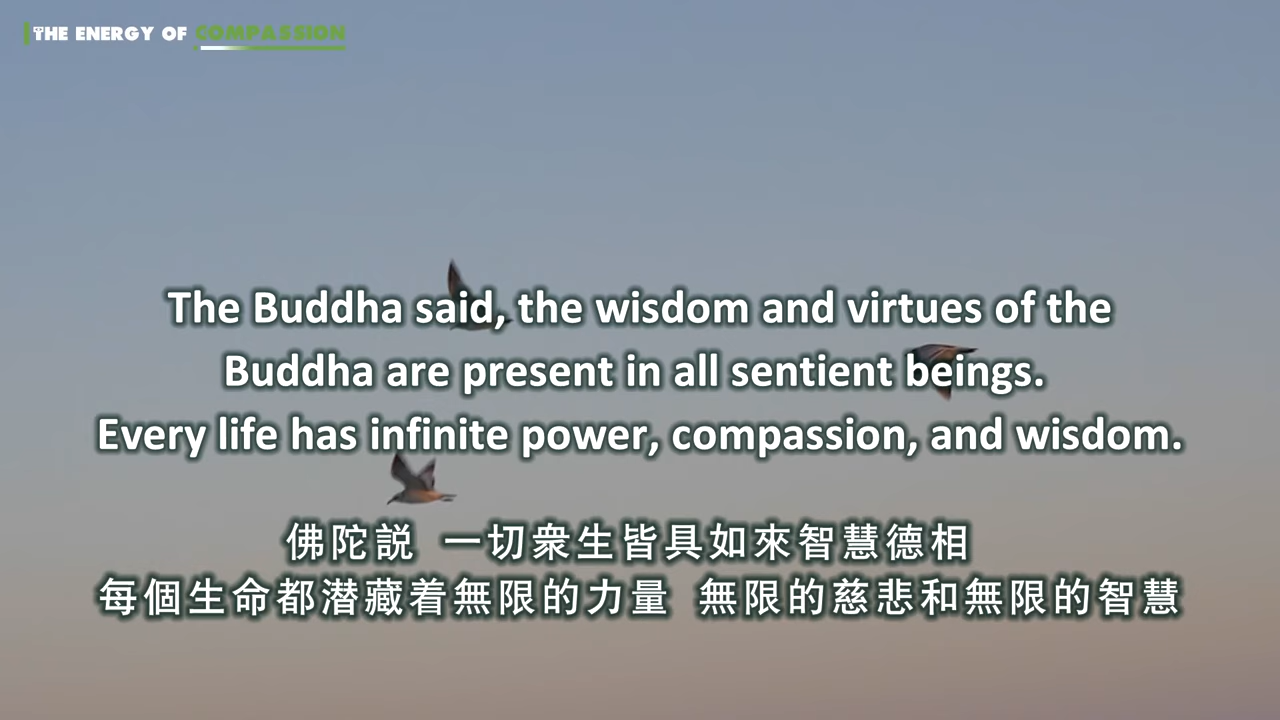 THE ENERGY OF COMPASSION
The Buddha said, the wisdom and virtues of the
Buddha are present in all sentient beings.
Every life has infinite power, compassion, and wisdom.
佛陀説 一切衆生皆具如來智慧德相
每個生命都潛藏着無限的力量 無限的慈悲和無限的智慧